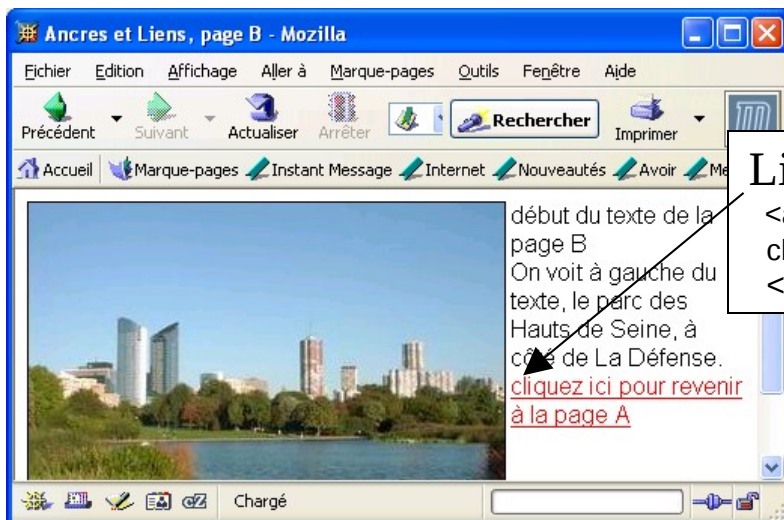 Ancres et Liens, page B - Mozilla
Fichier Edition Affichage Aller à Marque-pages Outils Fenêtre Aide
Précédent Suivant Actualiser Arrêter Rechercher Imprimer
Accueil Marque-pages Instant Message Internet Nouveautés Avoir
début du texte de la
page B
On voit à gauche du
texte, le parc des
Hauts de Seine, à
côté de La Défense.
cliquez ici pour revenir
à la page A
Chargé